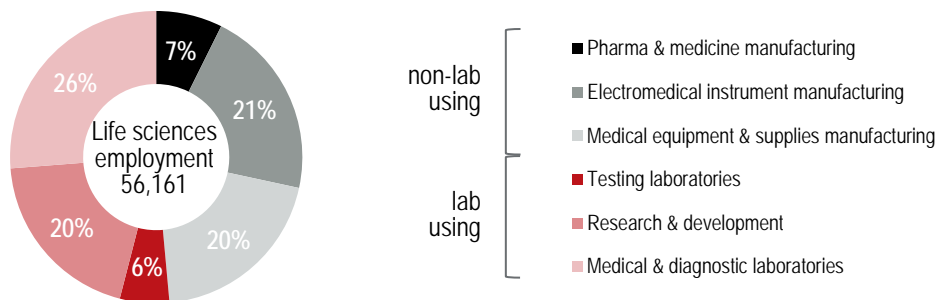 7%
21%
20%
6%
20%
26%
Life sciences
employment
56,161
non-lab
using
lab
using
Pharma & medicine manufacturing
Electromedical instrument manufacturing
Medical equipment & supplies manufacturing
Testing laboratories
Research & development
Medical & diagnostic laboratories